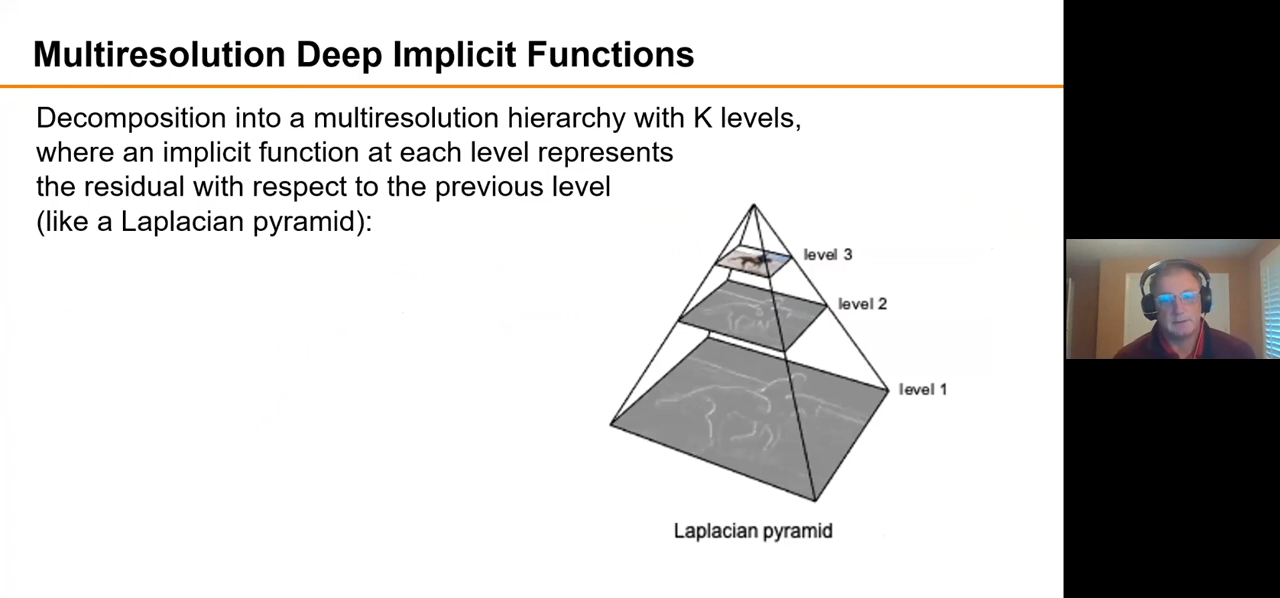 Multiresolution Deep Implicit Functions
Decomposition into a multiresolution hierarchy with K levels,
where an implicit function at each level represents
the residual with respect to the previous level
(like a Laplacian pyramid):
level 3
level 2
level 1
Laplacian pyramid